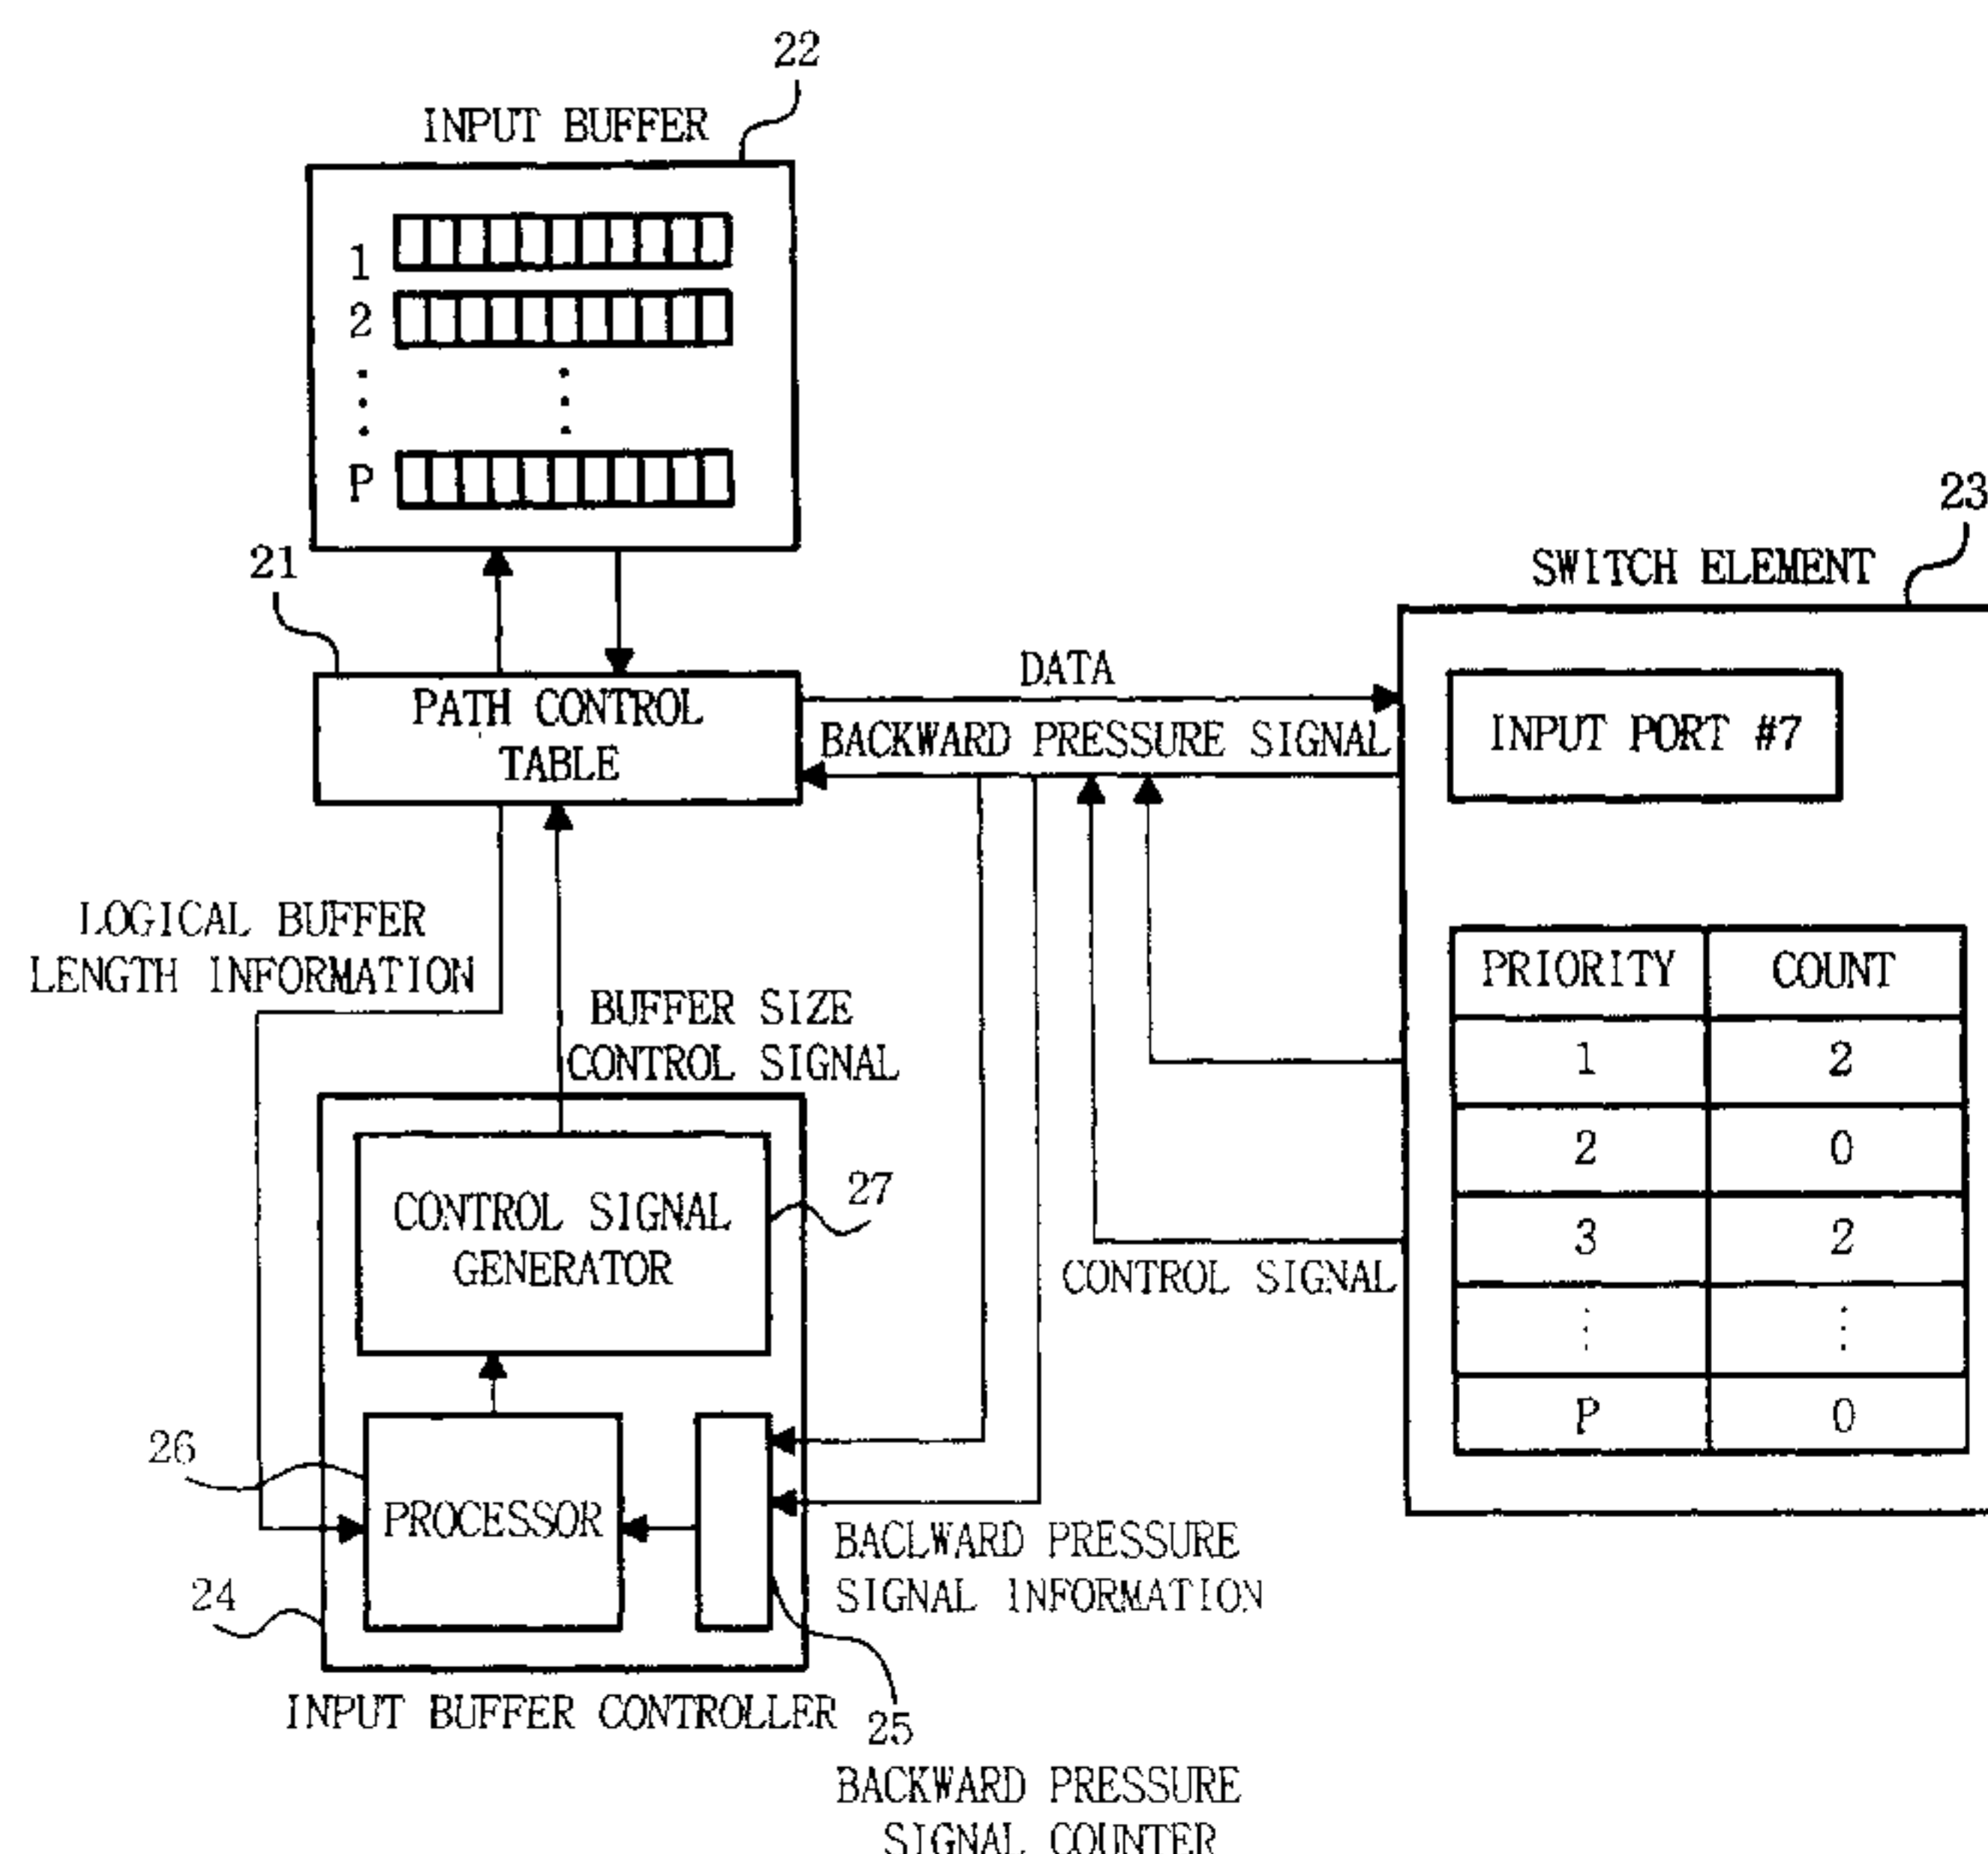 22
INPUT BUFFER
1
2
P
23
21
SWITCH ELEMENT
PATH CONTROL
TABLE
DATA
BACKWARD PRESSURE SIGNAL
INPUT PORT #7
LOGICAL BUFFER
LENGTH INFORMATION
BUFFER SIZE
CONTROL SIGNAL
PRIORITY COUNT
1 2
2 0
3 2
P 0
CONTROL SIGNAL
GENERATOR
27
CONTROL SIGNAL
26
PROCESSOR
24
BACLWARD PRESSURE
SIGNAL INFORMATION
INPUT BUFFER CONTROLLER
25
BACKWARD PRESSURE
SIGNAL COUNTER